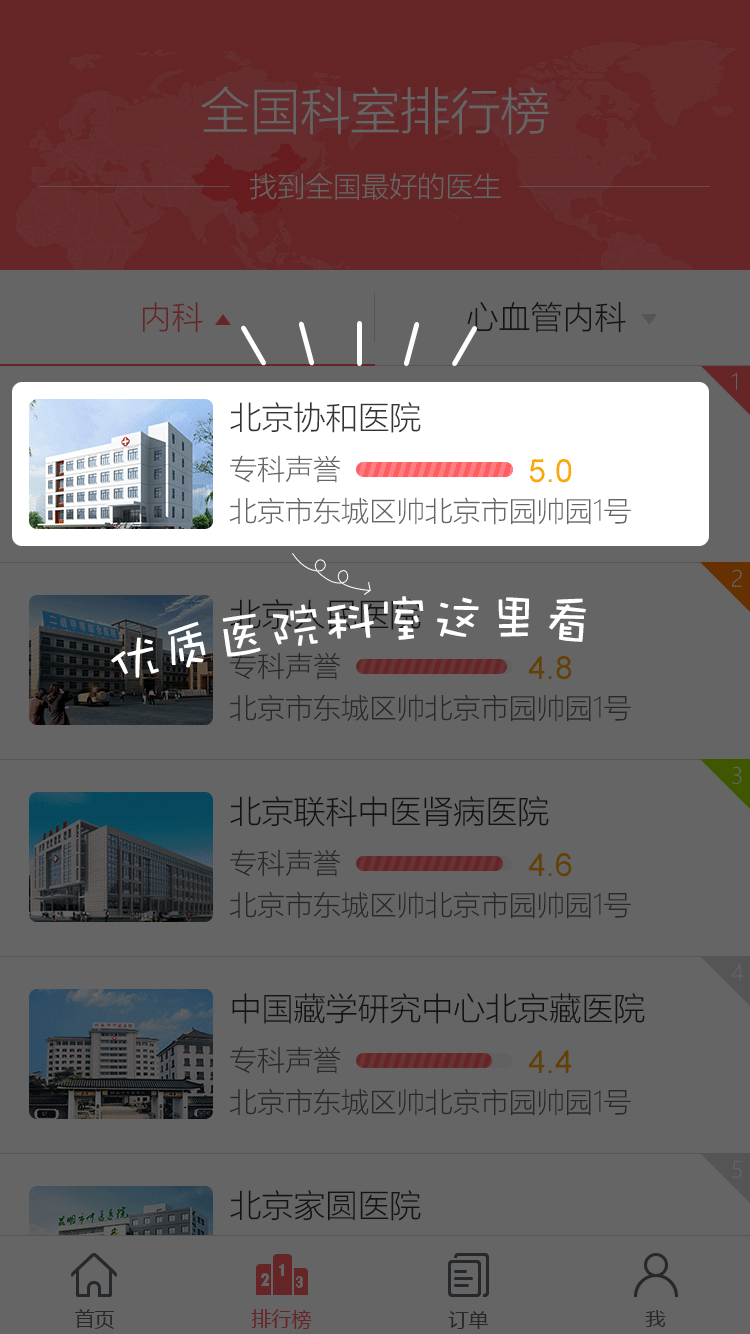 全国科室排行榜
找到全国最好的医生
内科
心血管内科
1
北京协和医院
专科声誉 5.0
北京市东城区帅北京市园帅园1号
2
北京人民医院
优质医院科室这里看
专科声誉 4.8
北京市东城区帅北京市园帅园1号
3
北京联科中医肾病医院
专科声誉 4.6
北京市东城区帅北京市园帅园1号
4
中国藏学研究中心北京藏医院
专科声誉 4.4
北京市东城区帅北京市园帅园1号
5
北京家圆医院
2 1 3
首页 排行榜 订单 我